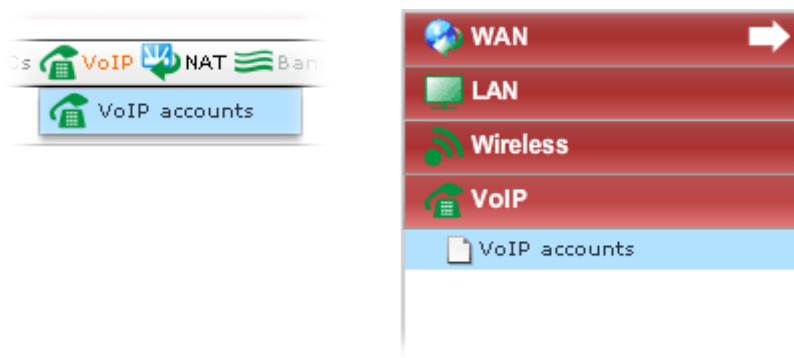 VoIP NAT
VoIP accounts
WAN
LAN
Wireless
VoIP
VoIP accounts